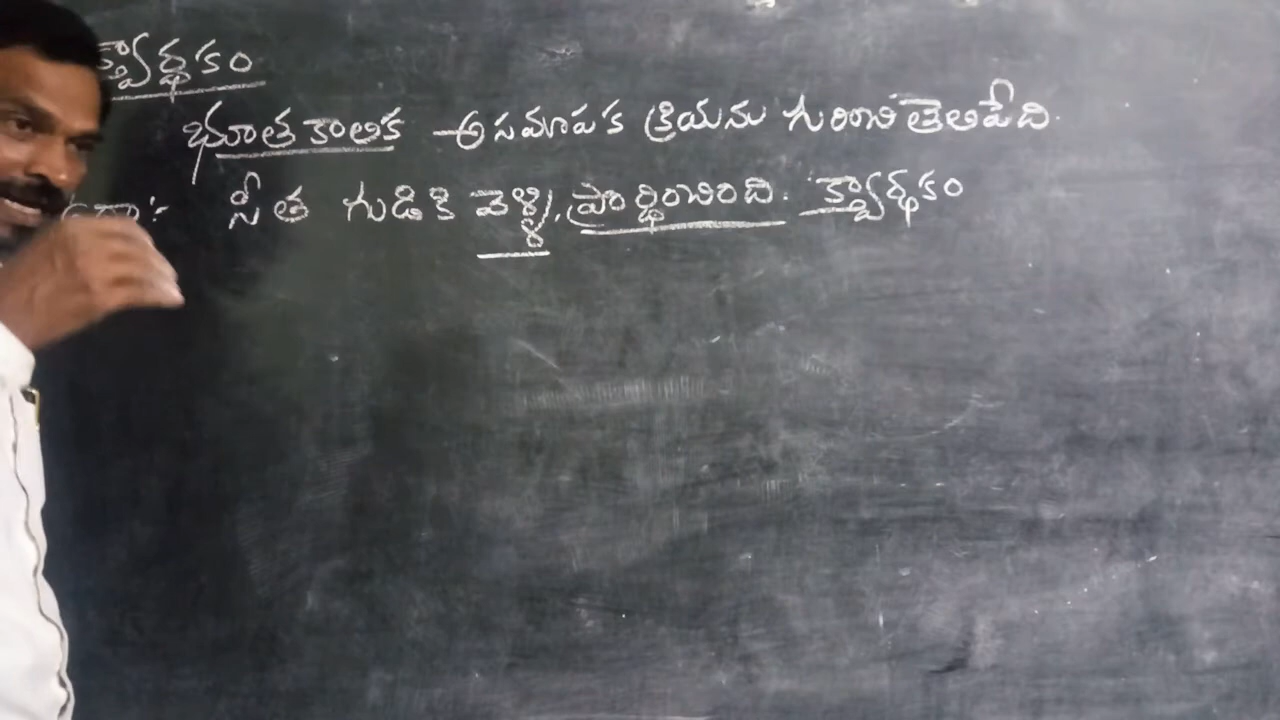 క్త్వార్థకం
భూతకాలిక అసమాపక క్రియను గురించి తెలిపేది.
ఉదా:- సీత గుడికి వెళ్ళి, ప్రార్థించింది. క్త్వార్థకం